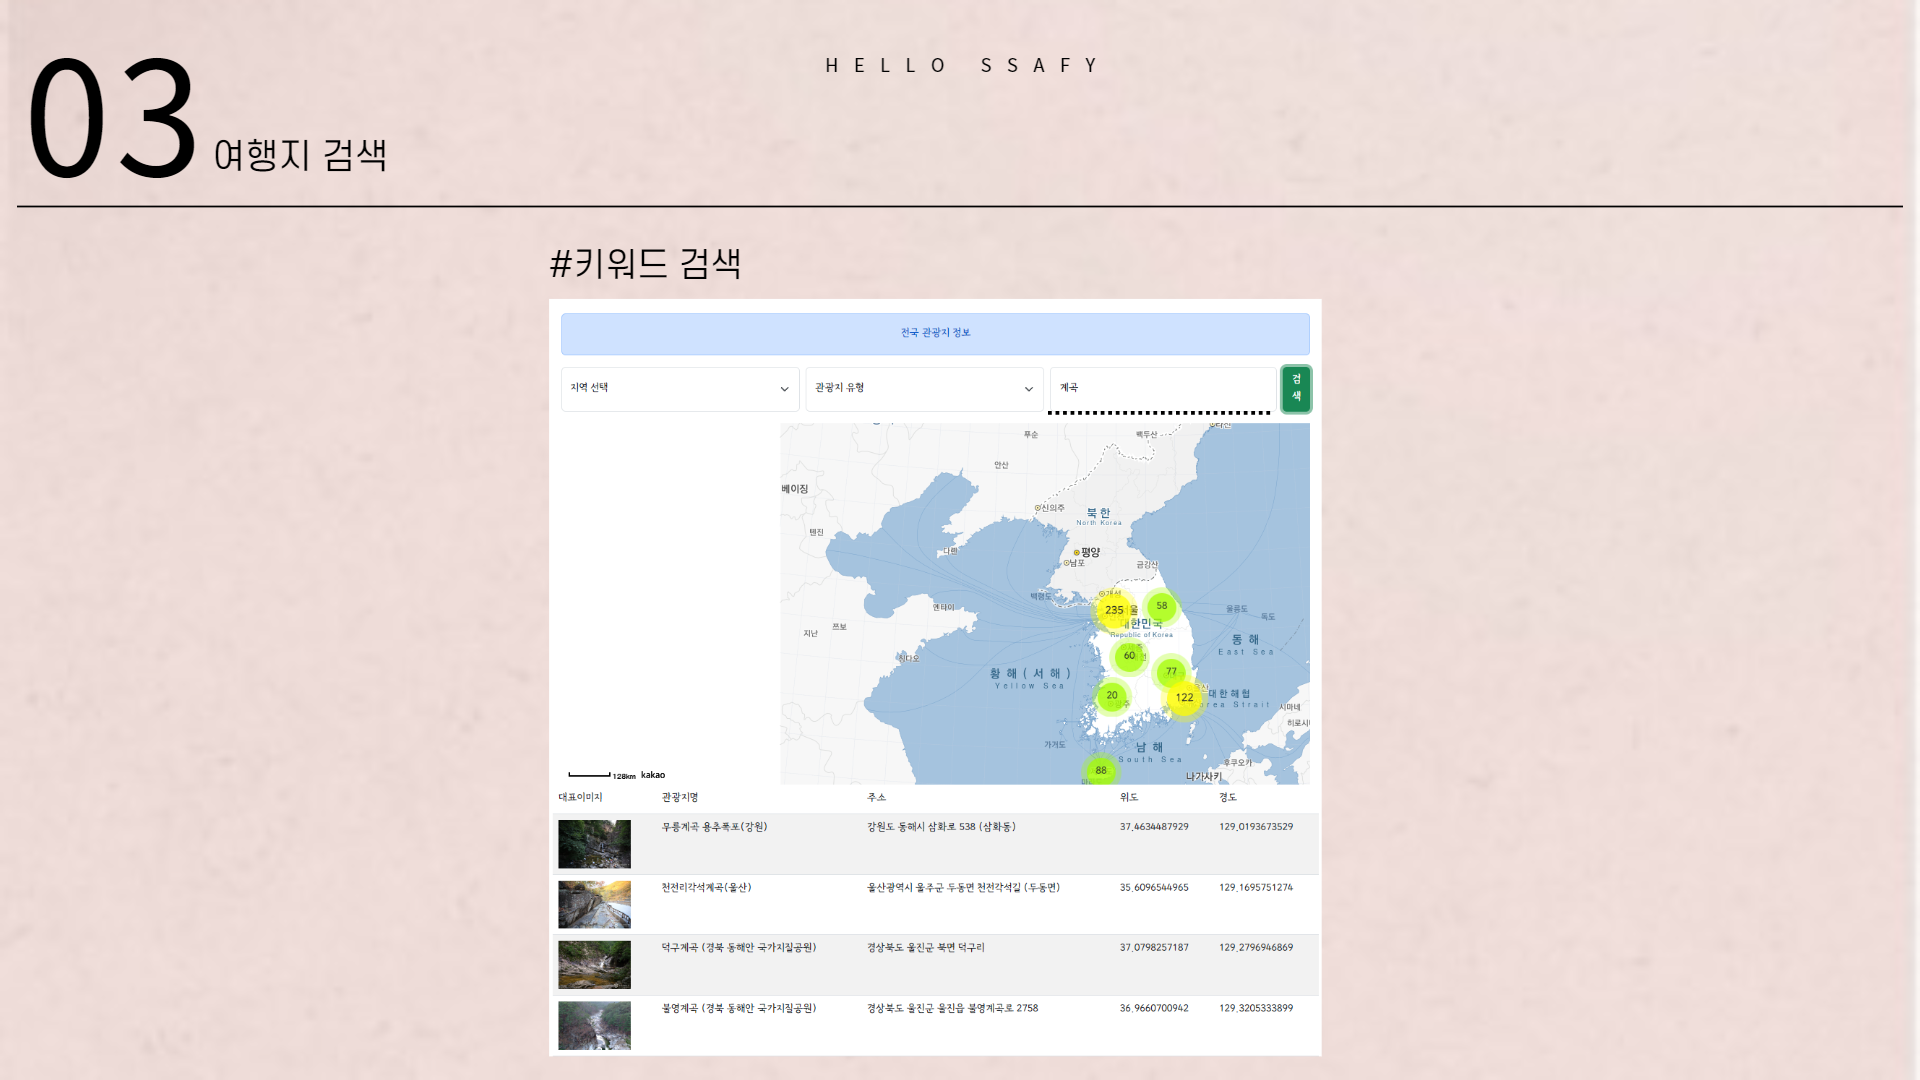 HELLO SSAFY
03 여행지 검색
#키워드 검색
전국 관광지 정보
지역 선택
관광지 유형
계곡
검색
푸순
백두산
안산
베이징
신의주
북한
North Korea
톈진
평양
다롄
남포
금강산
백령도
개성
옌타이
235
울
58
울릉도
독도
지난
쯔보
대한민국
Republic of Korea
동해
East Sea
칭다오
60
황해(서해)
Yellow Sea
77
20
122
대한해협
Korea Strait
시마네
히로시
가거도
남해
South Sea
후쿠오카
88
나가사키
128km kakao
대표이미지 관광지명 주소 위도 경도
무릉계곡 용추폭포(강원) 강원도 동해시 삼화로 538 (삼화동) 37.4634487929 129.0193673529
천전리각석계곡(울산) 울산광역시 울주군 두동면 천전각석길 (두동면) 35.6096544965 129.1695751274
덕구계곡 (경북 동해안 국가지질공원) 경상북도 울진군 북면 덕구리 37.0798257187 129.2796946869
불영계곡 (경북 동해안 국가지질공원) 경상북도 울진군 울진읍 불영계곡로 2758 36.9660700942 129.3205333899